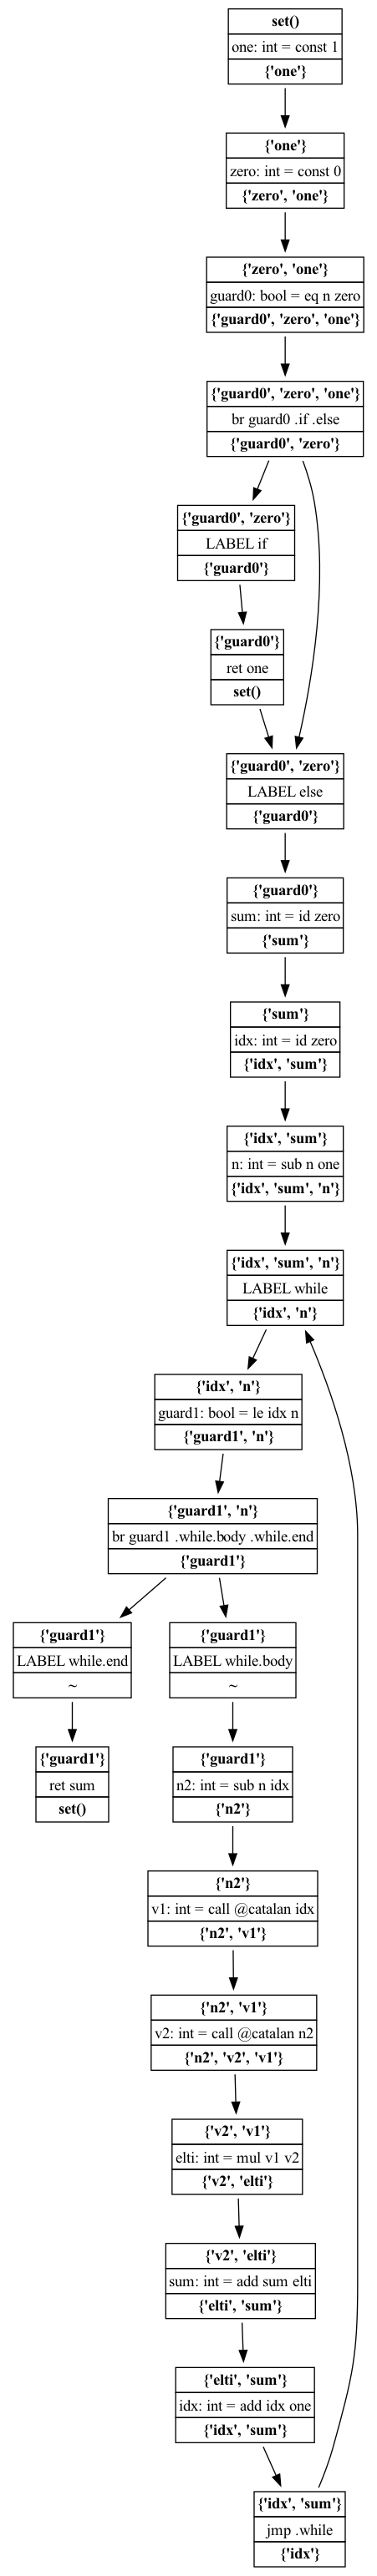 set()
one: int = const 1
{'one'}
{'one'}
zero: int = const 0
{'zero', 'one'}
{'zero', 'one'}
guard0: bool = eq n zero
{'guard0', 'zero', 'one'}
{'guard0', 'zero', 'one'}
br guard0 .if .else
{'guard0', 'zero'}
{'guard0', 'zero'}
LABEL if
{'guard0'}
{'guard0'}
ret one
set()
{'guard0', 'zero'}
LABEL else
{'guard0'}
{'guard0'}
sum: int = id zero
{'sum'}
{'sum'}
idx: int = id zero
{'idx', 'sum'}
{'idx', 'sum'}
n: int = sub n one
{'idx', 'sum', 'n'}
{'idx', 'sum', 'n'}
LABEL while
{'idx', 'n'}
{'idx', 'n'}
guard1: bool = le idx n
{'guard1', 'n'}
{'guard1', 'n'}
br guard1 .while.body .while.end
{'guard1'}
{'guard1'}
LABEL while.end
~
{'guard1'}
ret sum
set()
{'guard1'}
LABEL while.body
~
{'guard1'}
n2: int = sub n idx
{'n2'}
{'n2'}
v1: int = call @catalan idx
{'n2', 'v1'}
{'n2', 'v1'}
v2: int = call @catalan n2
{'n2', 'v2', 'v1'}
{'v2', 'v1'}
elti: int = mul v1 v2
{'v2', 'elti'}
{'v2', 'elti'}
sum: int = add sum elti
{'elti', 'sum'}
{'elti', 'sum'}
idx: int = add idx one
{'idx', 'sum'}
{'idx', 'sum'}
jmp .while
{'idx'}